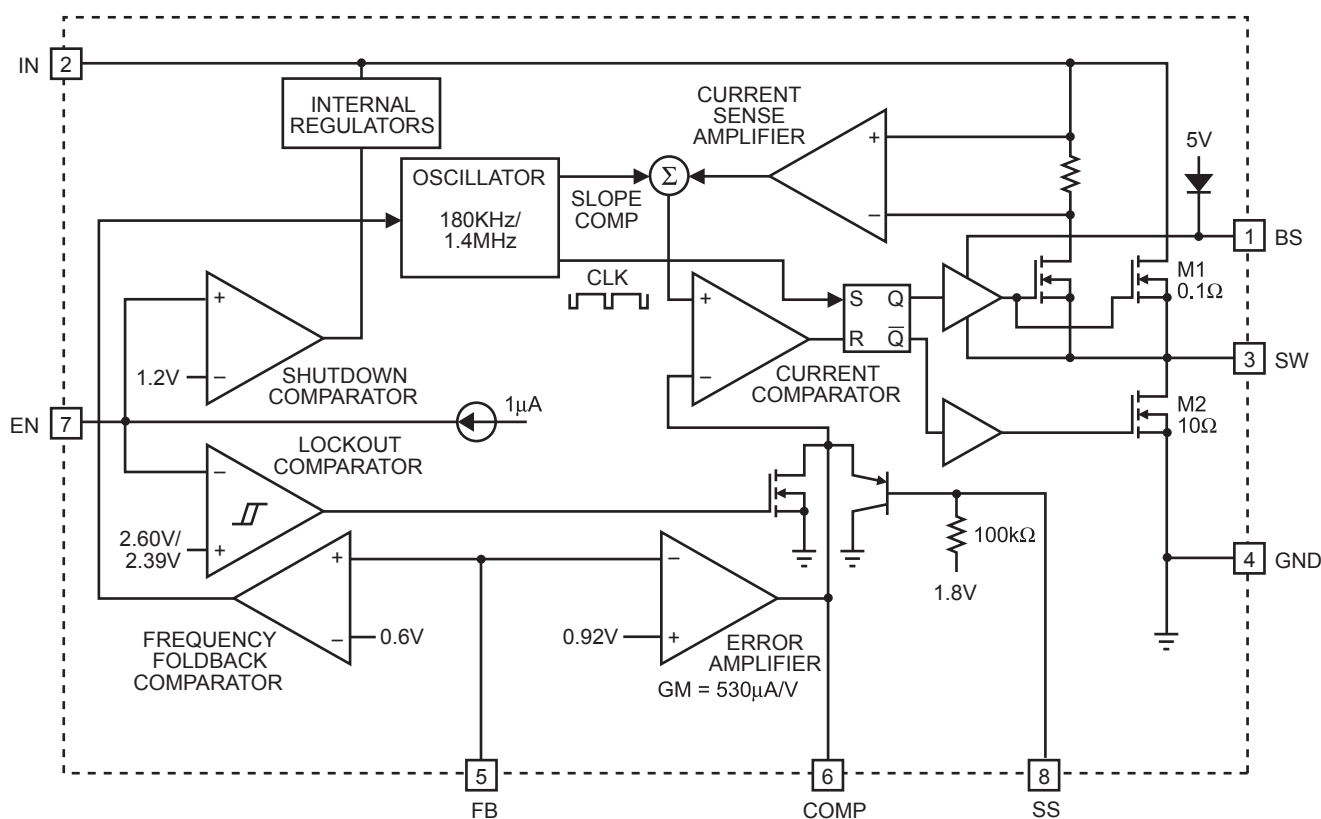 IN
2
INTERNAL
REGULATORS
CURRENT
SENSE
AMPLIFIER
+
–
5V
OSCILLATOR
180KHz/
1.4MHz
SLOPE
COMP
Σ
1
BS
CLK
M1
0.1Ω
+
–
1.2V
SHUTDOWN
COMPARATOR
+
–
CURRENT
COMPARATOR
S Q
R Q̅
3
SW
EN
7
1μA
M2
10Ω
LOCKOUT
COMPARATOR
–
+
2.60V/
2.39V
100kΩ
1.8V
4
GND
+
–
0.6V
FREQUENCY
FOLDBACK
COMPARATOR
–
+
0.92V
ERROR
AMPLIFIER
GM = 530μA/V
5
FB
6
COMP
8
SS